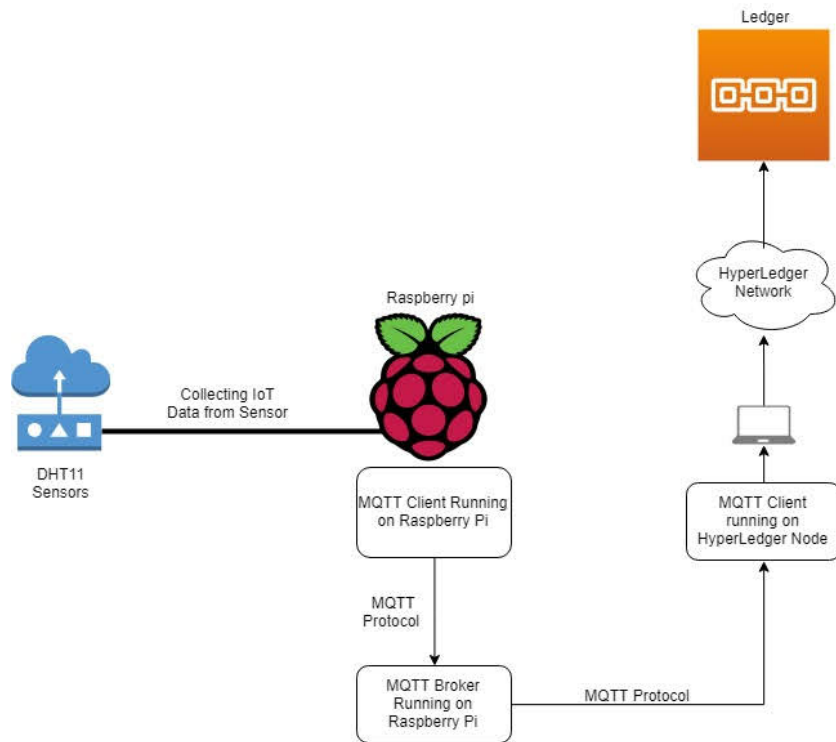 Ledger
HyperLedger
Network
Raspberry pi
Collecting IoT
Data from Sensor
DHT11
Sensors
MQTT Client Running
on Raspberry Pi
MQTT Client
running on
HyperLedger Node
MQTT
Protocol
MQTT Broker
Running on
Raspberry Pi
MQTT Protocol